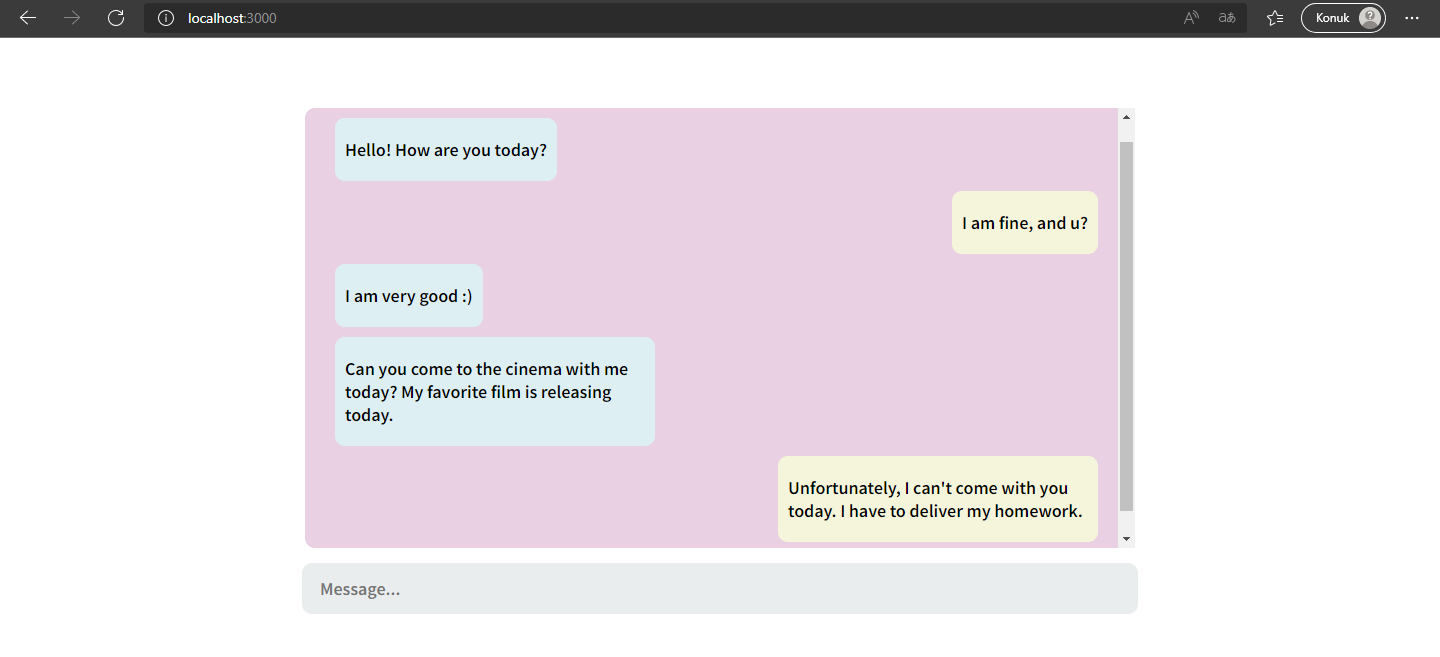 localhost:3000
Konuk
Hello! How are you today?
I am fine, and u?
I am very good :)
Can you come to the cinema with me
today? My favorite film is releasing
today.
Unfortunately, I can't come with you
today. I have to deliver my homework.
Message...